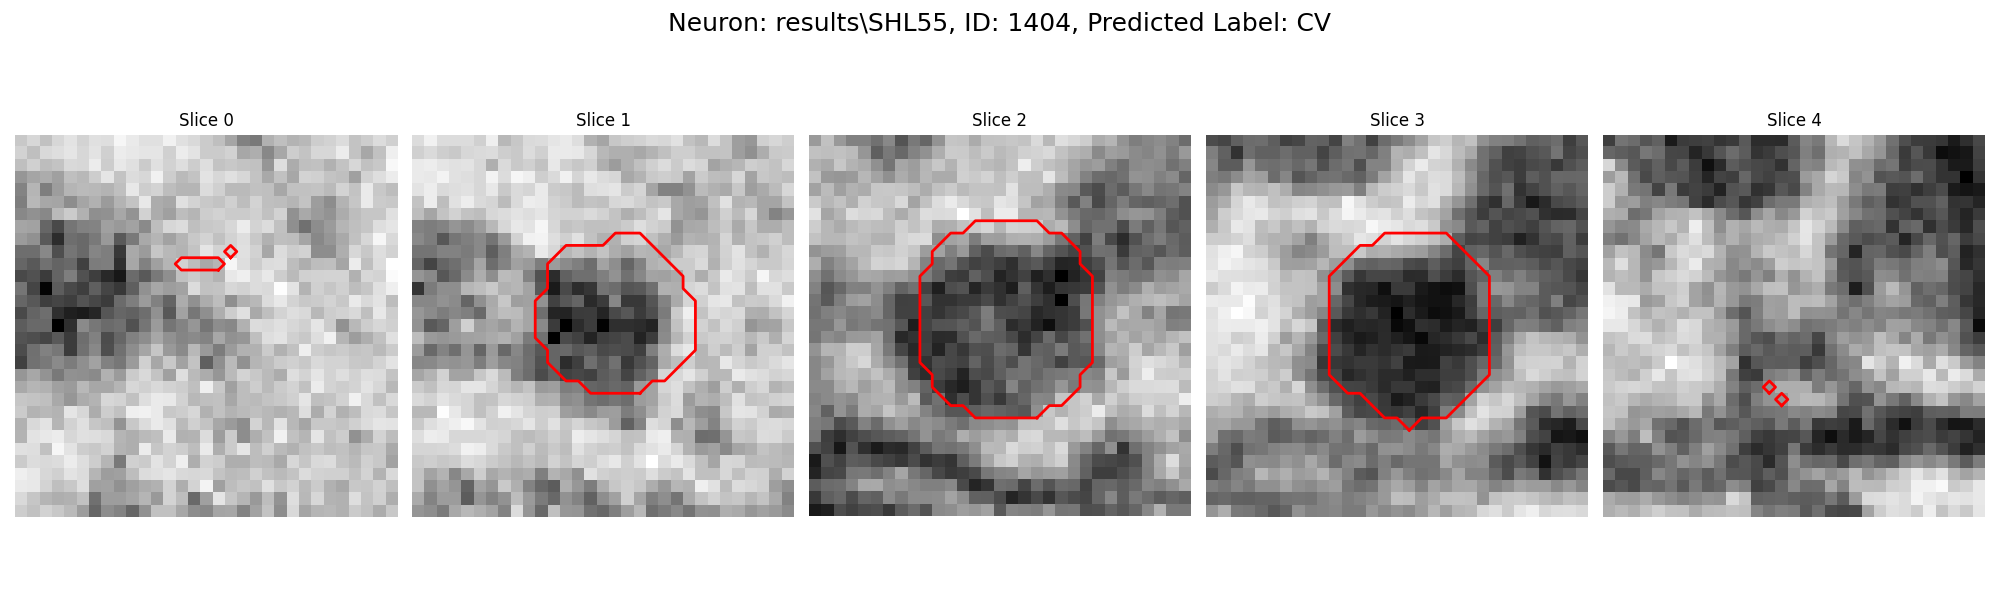 Neuron: results\SHL55, ID: 1404, Predicted Label: CV
Slice 0
Slice 1
Slice 2
Slice 3
Slice 4